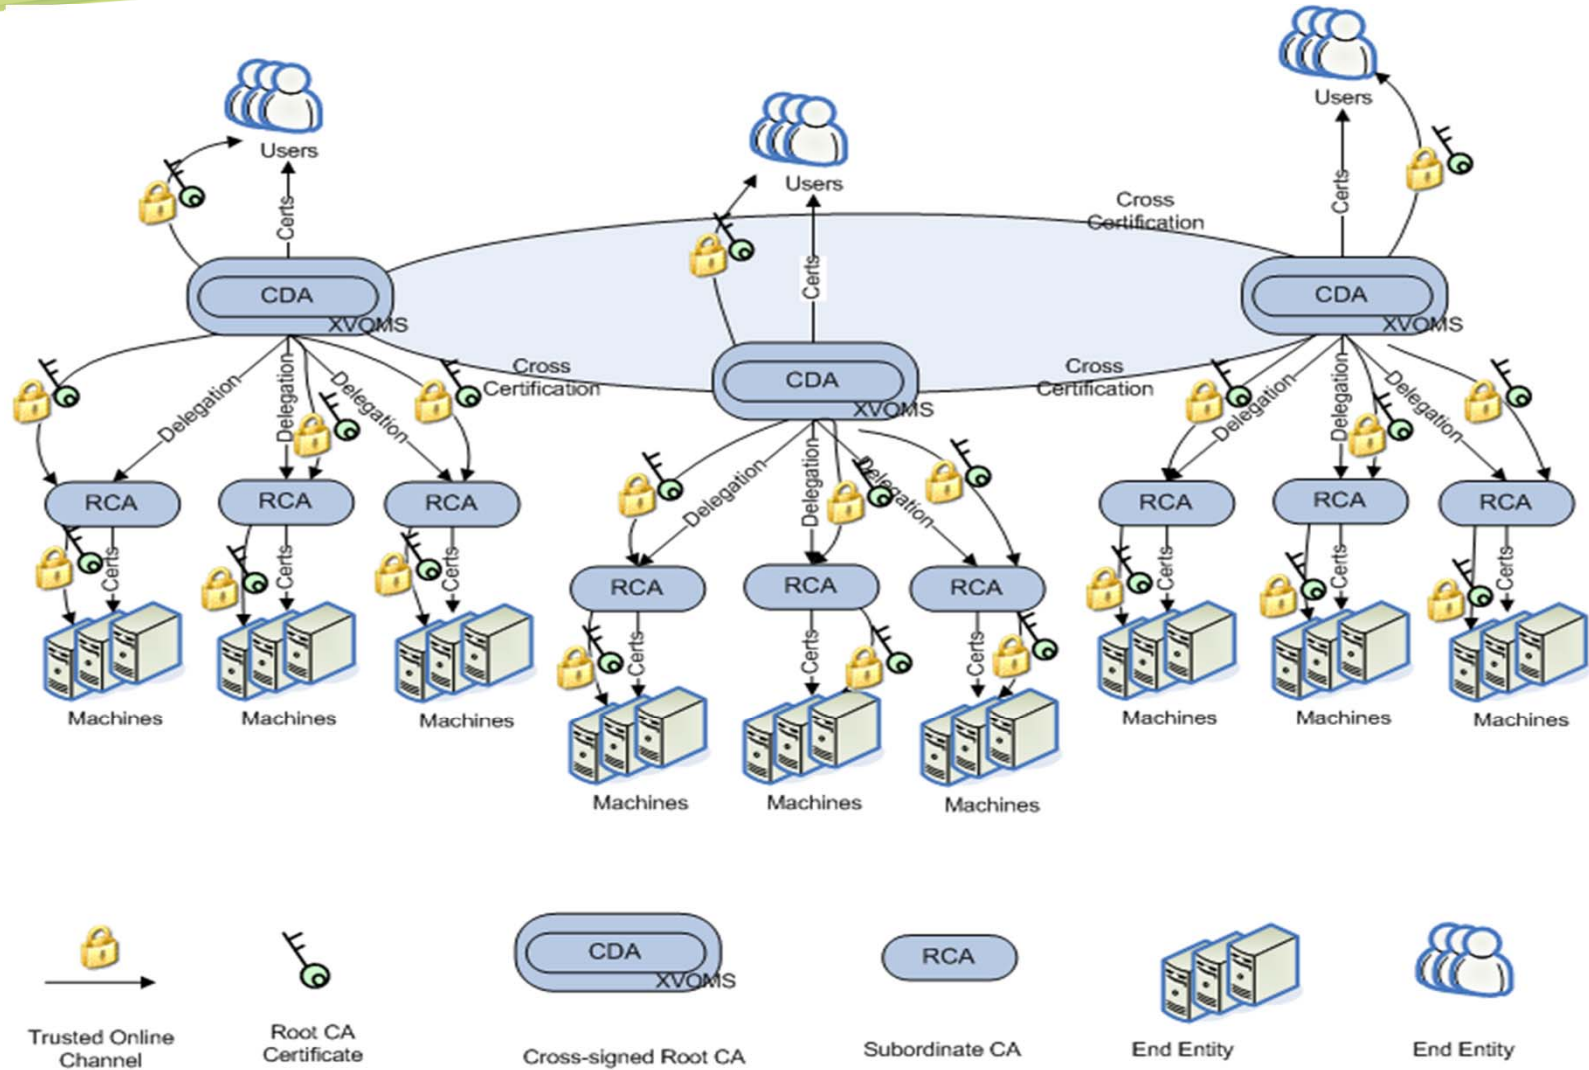 Users
Users
Users
Certs
Certs
Certs
Cross
Certification
CDA
XVOMS
CDA
XVOMS
Cross
Certification
CDA
XVOMS
Cross
Certification
Delegation
Delegation
Delegation
Delegation
Delegation
Delegation
Delegation
Delegation
Delegation
RCA
RCA
RCA
RCA
RCA
RCA
RCA
RCA
RCA
Certs
Certs
Certs
Certs
Certs
Certs
Certs
Certs
Certs
Machines
Machines
Machines
Machines
Machines
Machines
Machines
Machines
Machines
CDA
XVOMS
RCA
Trusted Online
Channel
Root CA
Certificate
Cross-signed Root CA
Subordinate CA
End Entity
End Entity